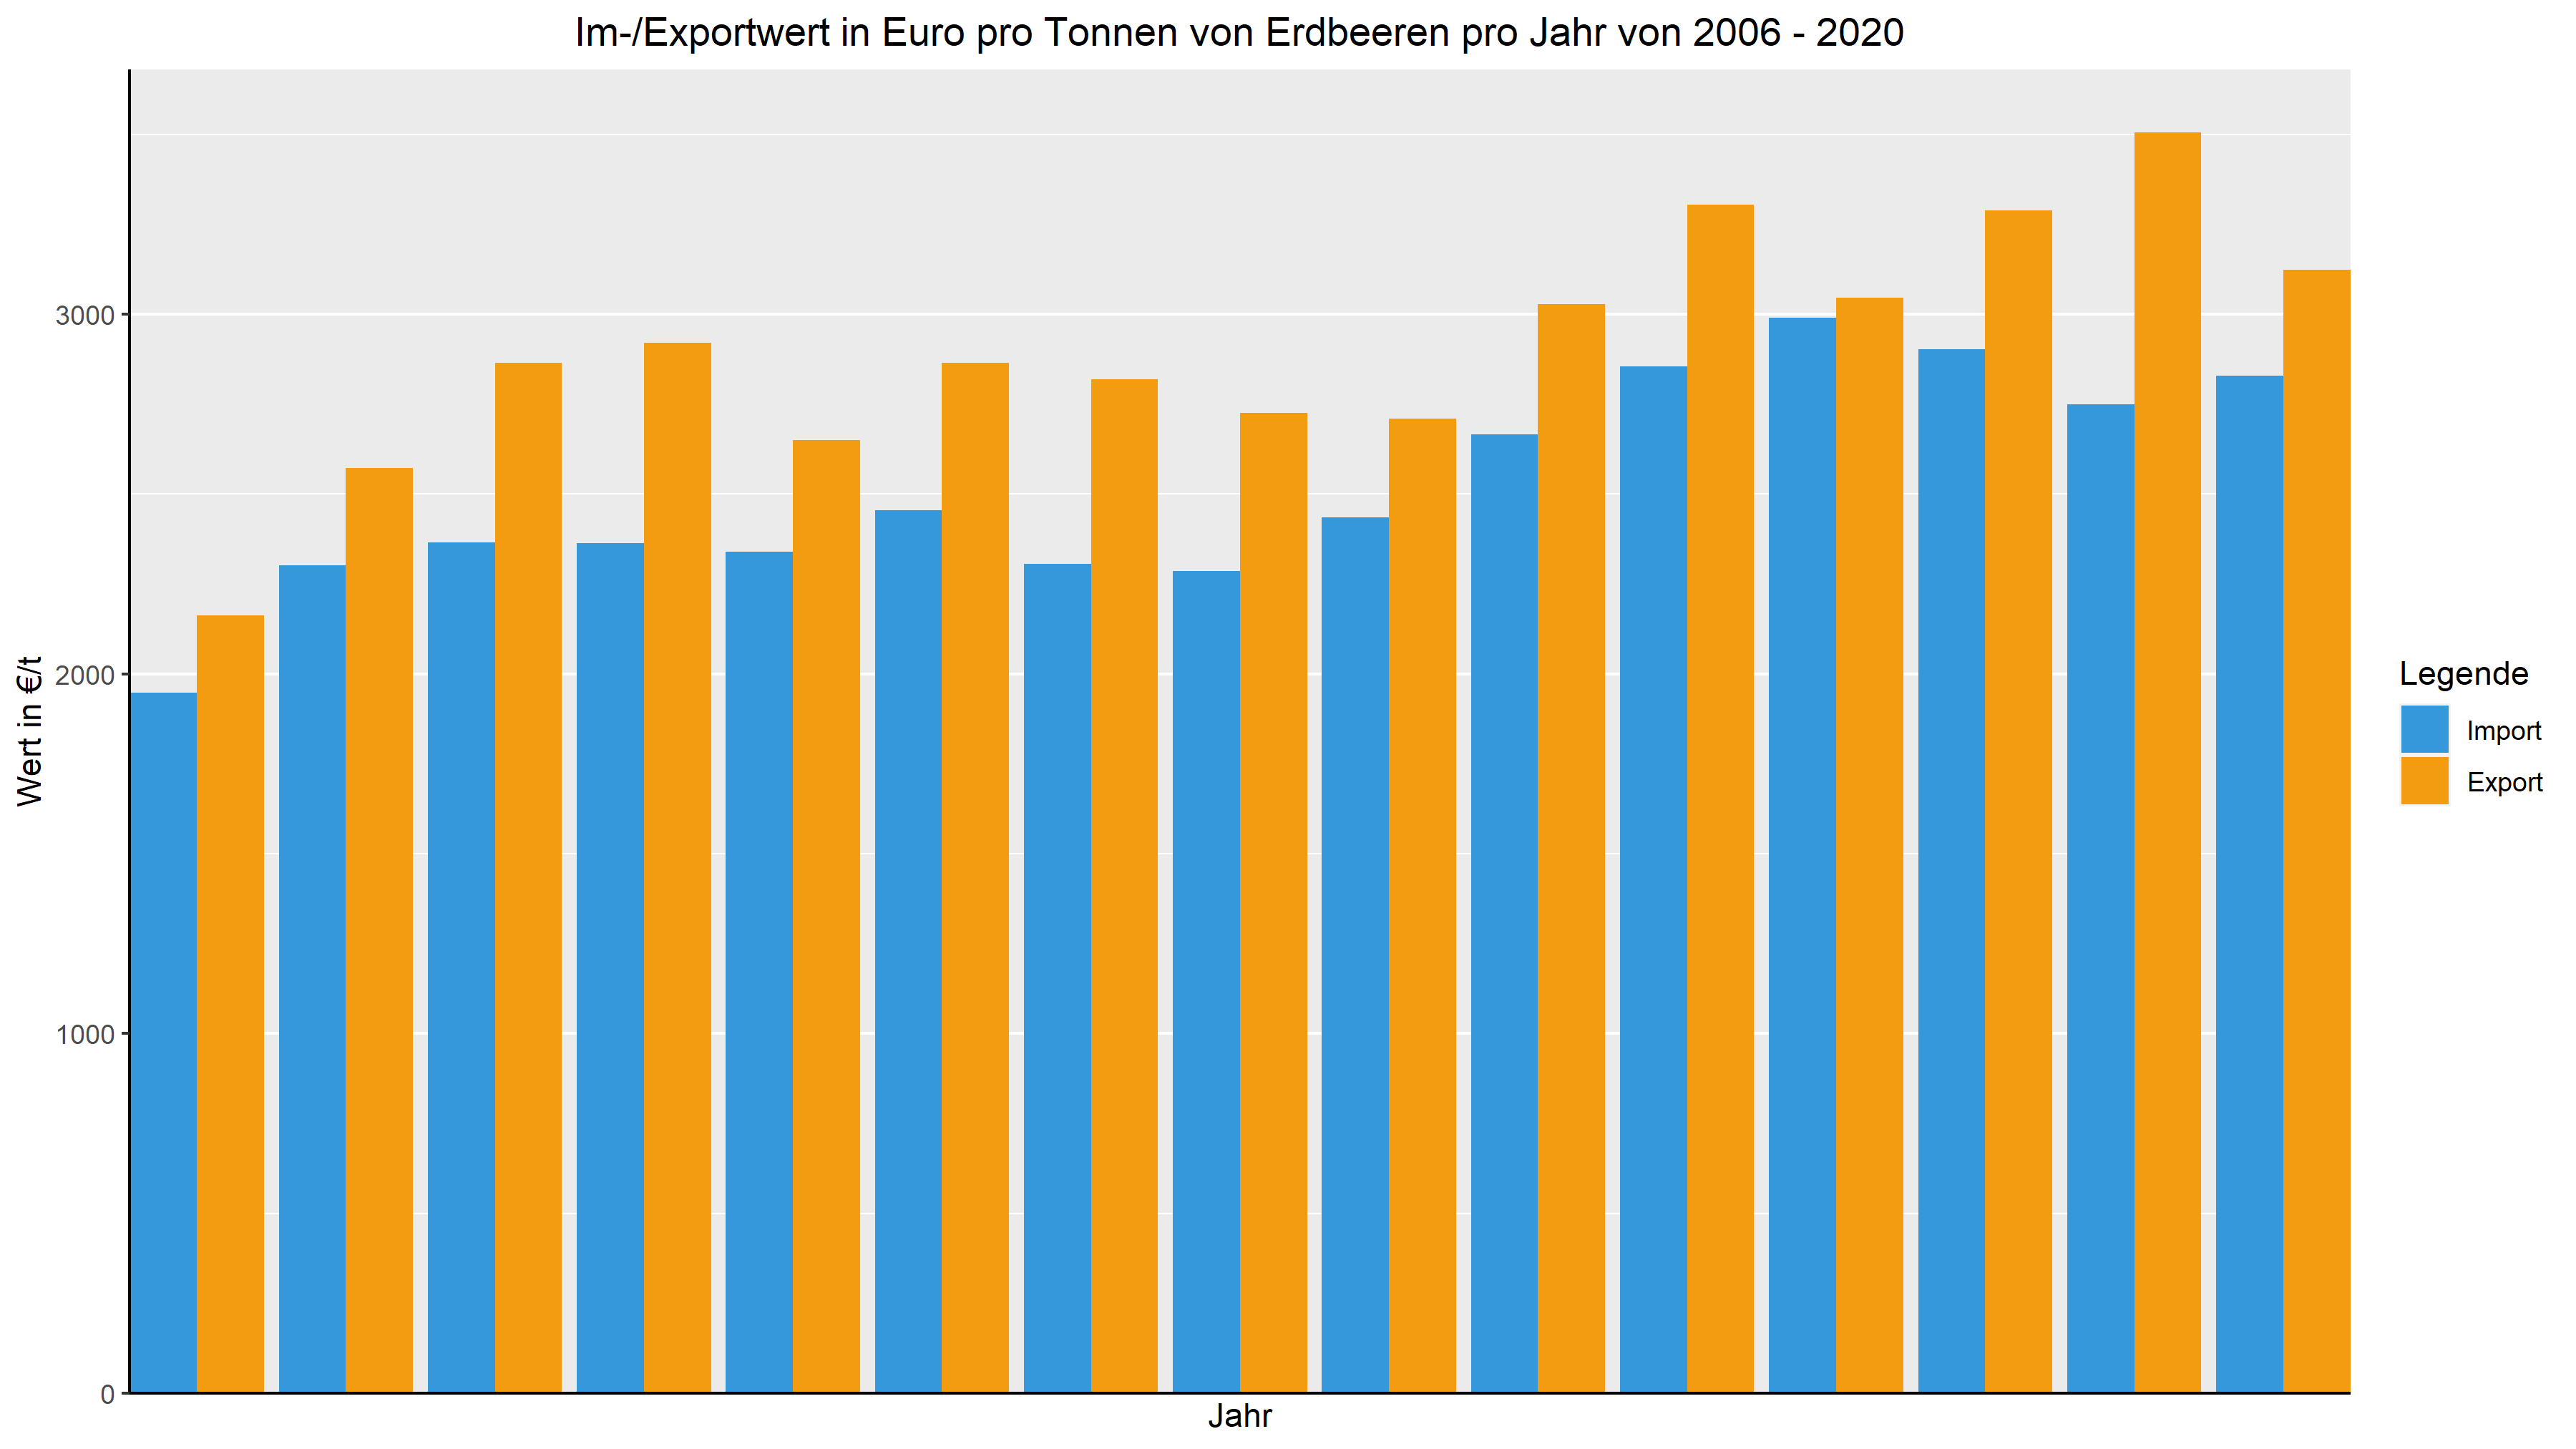 Im-/Exportwert in Euro pro Tonnen von Erdbeeren pro Jahr von 2006 - 2020
Wert in €/t
3000
2000
1000
0
Jahr
Legende
Import
Export